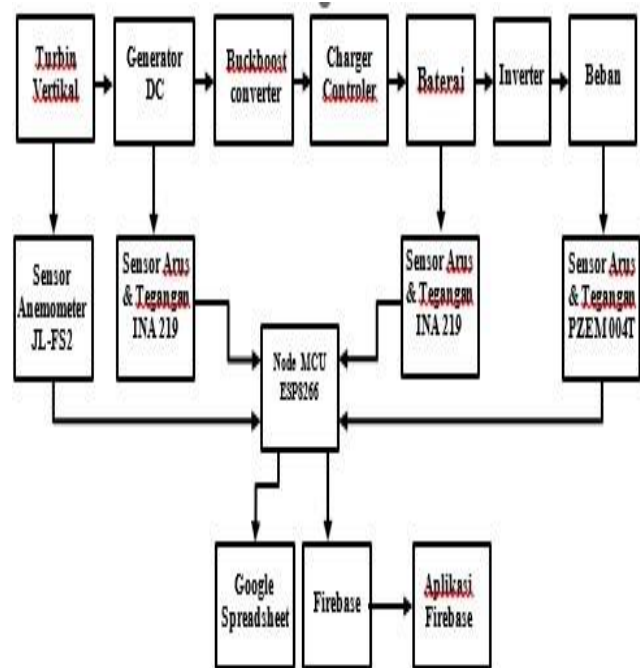 Turbin
Vertikal
Generator
DC
Buckboost
converter
Charger
Controler
Baterai
Inverter
Beban
Sensor
Anemometer
JL-FS2
Sensor Arus
& Tegangan
INA 219
Sensor Arus
& Tegangan
INA 219
Sensor Arus
& Tegangan
PZEM 004T
Node MCU
ESP8266
Google
Spreadsheet
Firebase
Aplikasi
Firebase